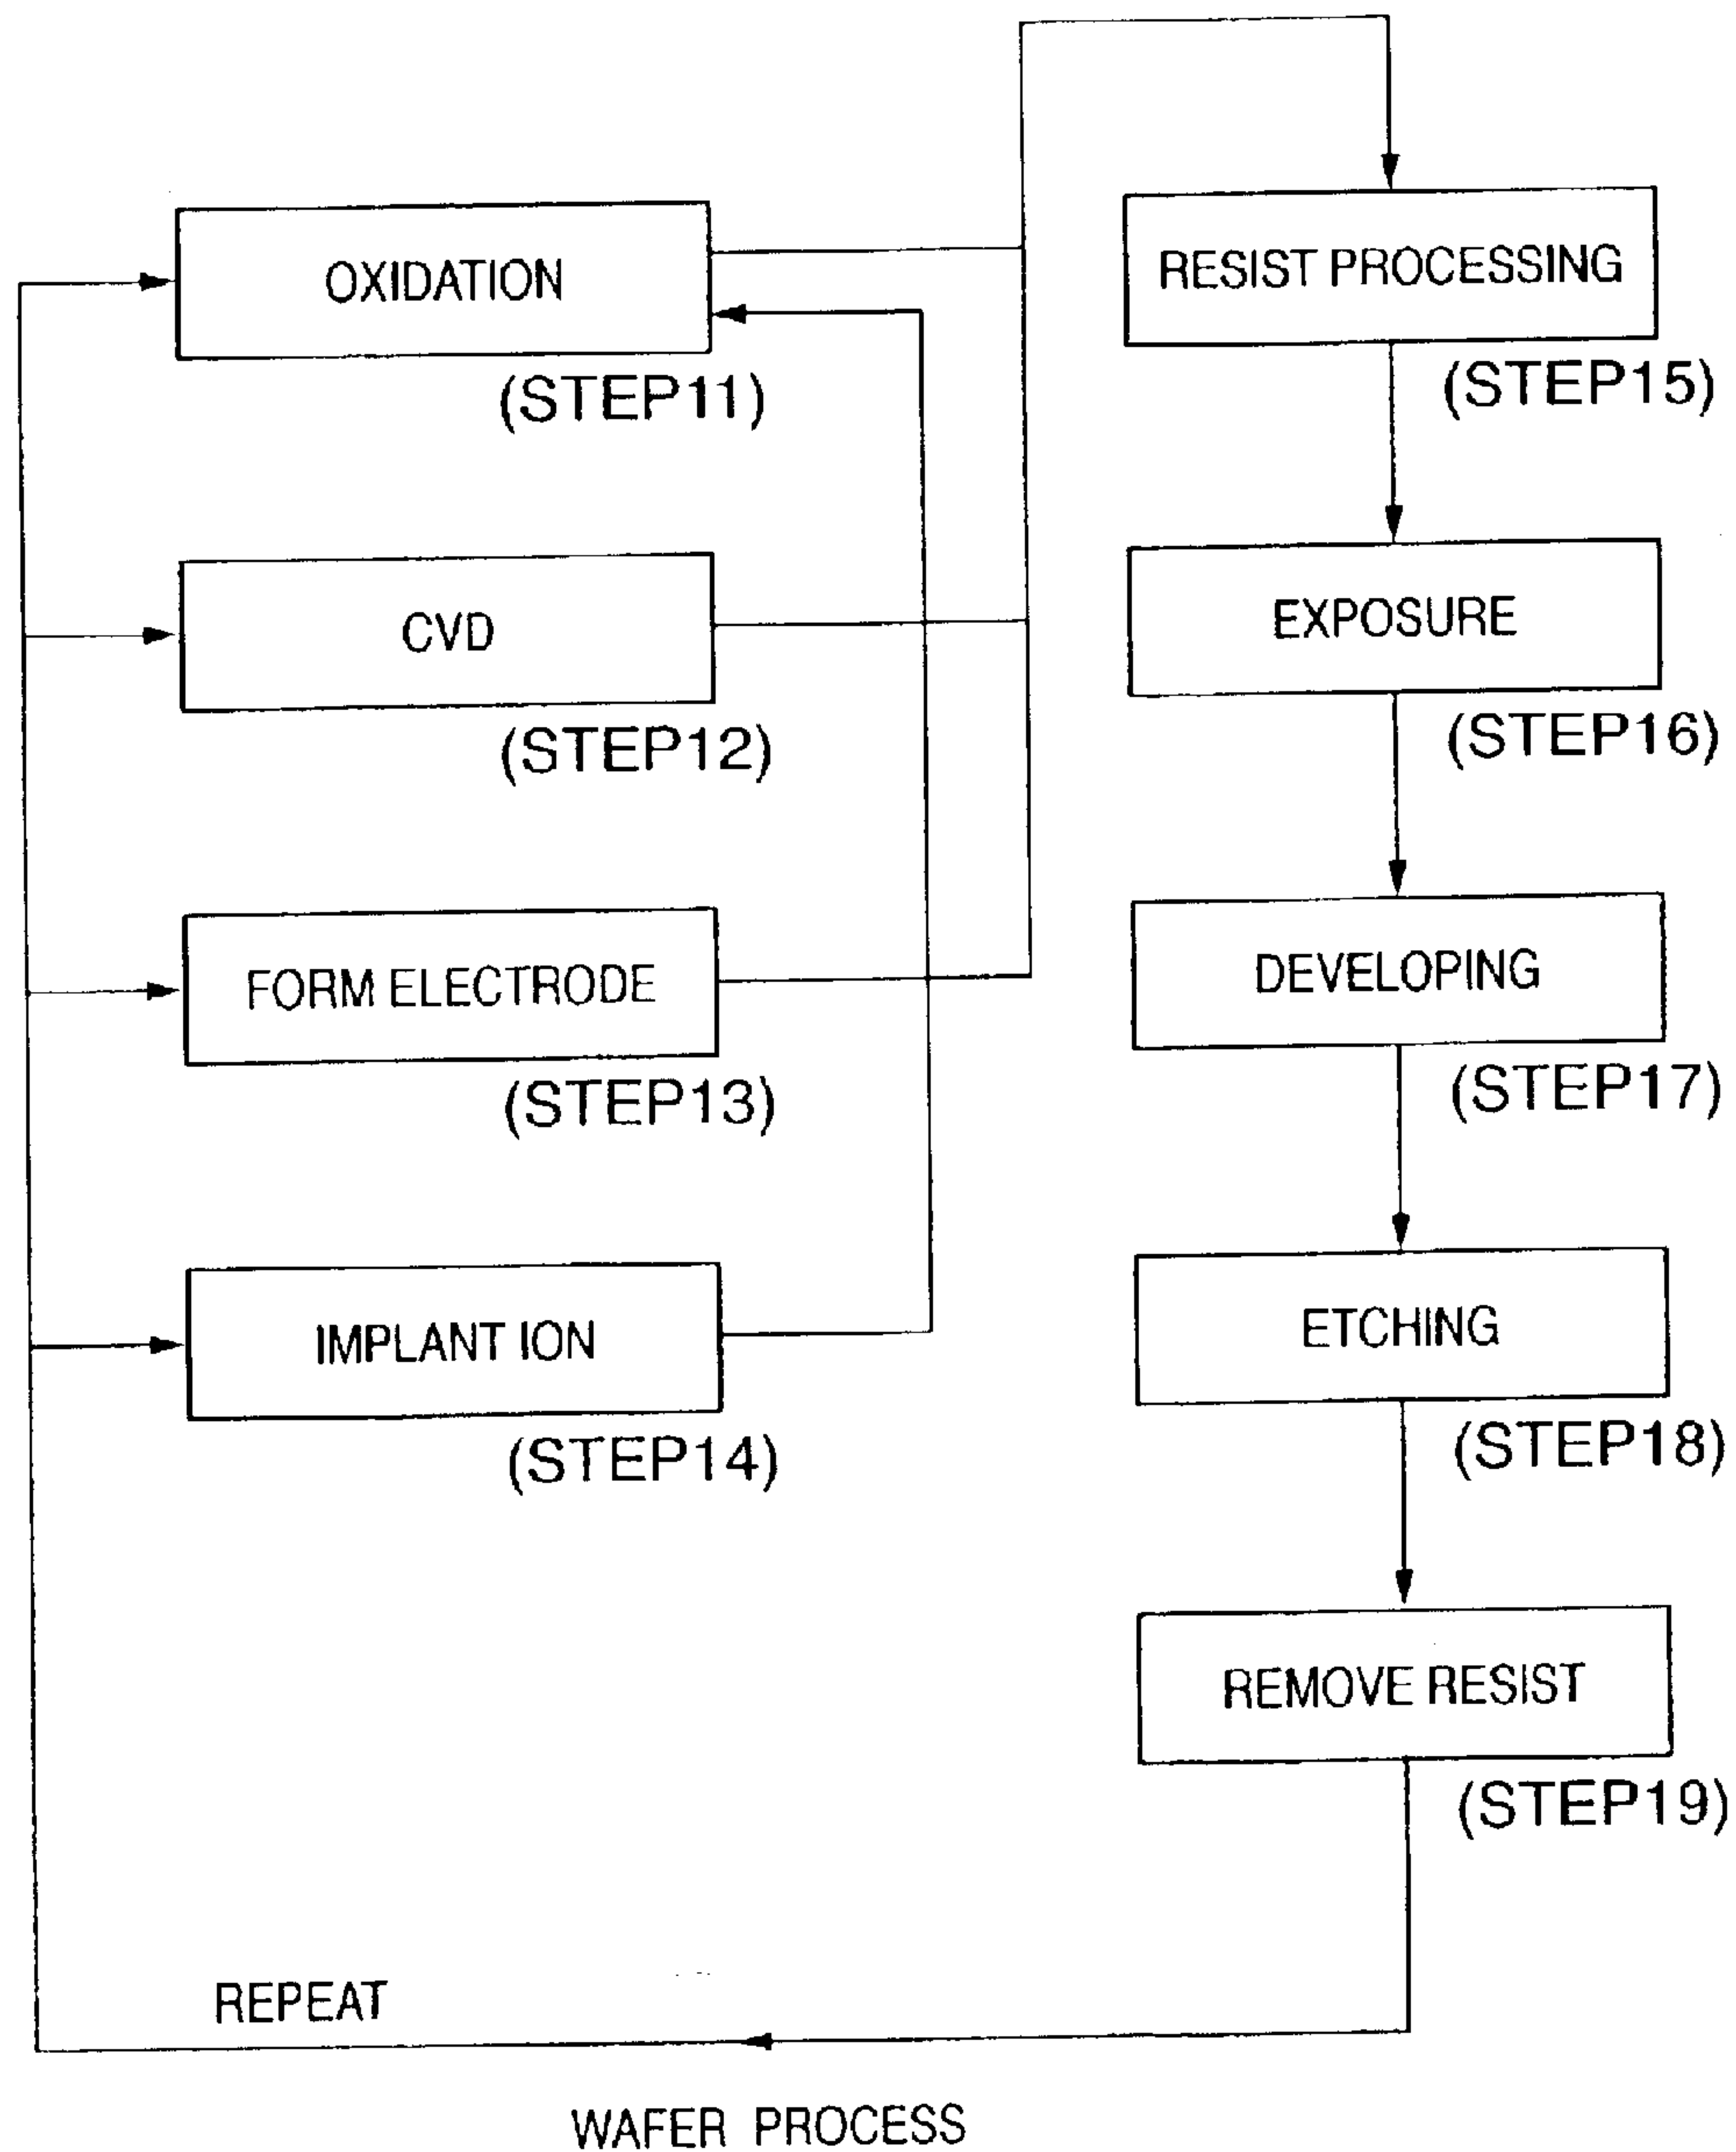 OXIDATION
(STEP11)
CVD
(STEP12)
FORM ELECTRODE
(STEP13)
IMPLANT ION
(STEP14)
RESIST PROCESSING
(STEP15)
EXPOSURE
(STEP16)
DEVELOPING
(STEP17)
ETCHING
(STEP18)
REMOVE RESIST
(STEP19)
REPEAT
WAFER PROCESS